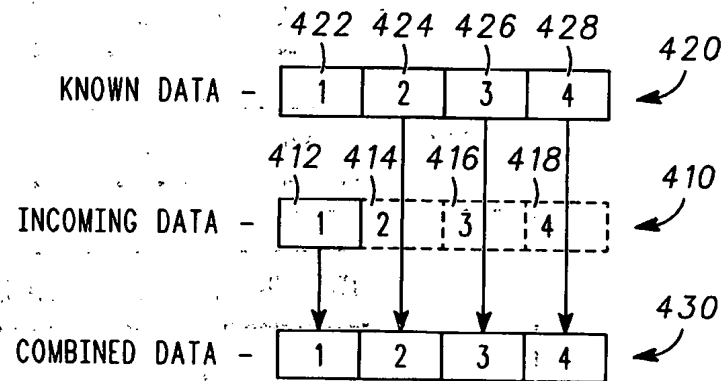 422 424 426 428
420
KNOWN DATA - 1 2 3 4
412 414 416 418
410
INCOMING DATA - 1 2 3 4
430
COMBINED DATA - 1 2 3 4